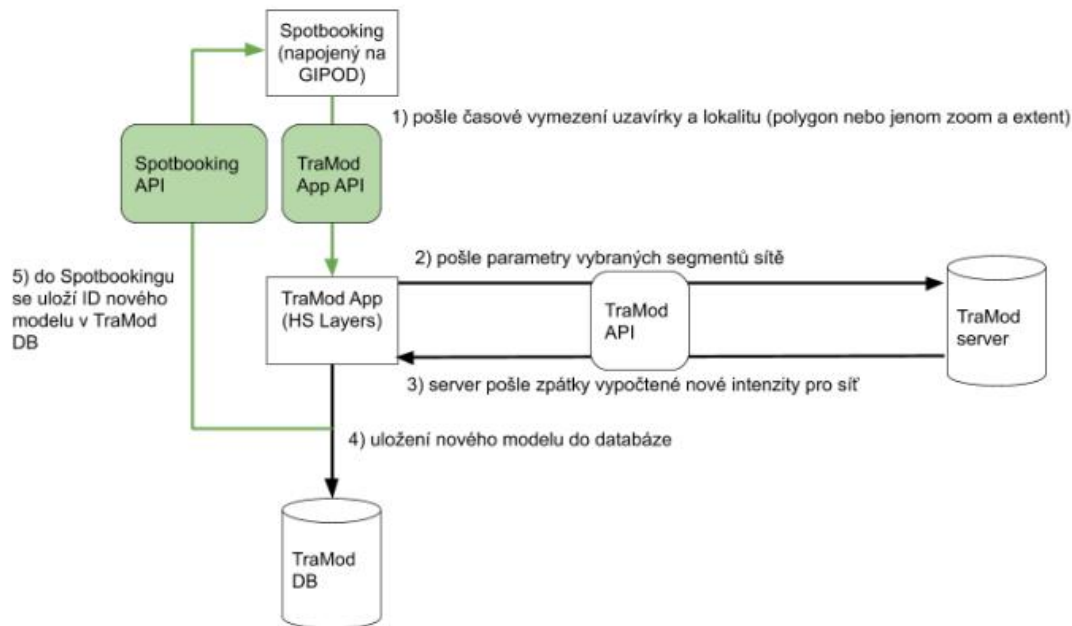 Spotbooking
(napojený na
GIPOD)
1) pošle časové vymezení uzavírky a lokalitu (polygon nebo jenom zoom a extent)
Spotbooking
API
TraMod
App API
2) pošle parametry vybraných segmentů sítě
5) do Spotbookingu
se uloží ID nového
modelu v TraMod
DB
TraMod App
(HS Layers)
TraMod
API
TraMod
server
3) server pošle zpátky vypočtené nové intenzity pro síť
4) uložení nového modelu do databáze
TraMod
DB